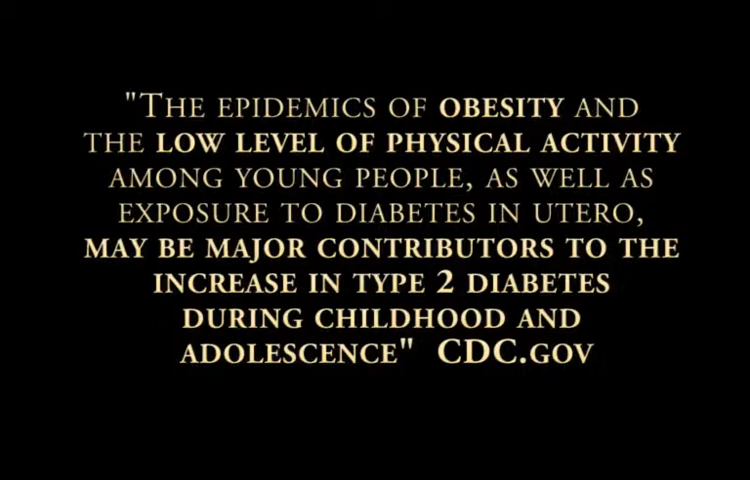 "The epidemics of obesity and
the low level of physical activity
among young people, as well as
exposure to diabetes in utero,
may be major contributors to the
increase in type 2 diabetes
during childhood and
adolescence" CDC.gov